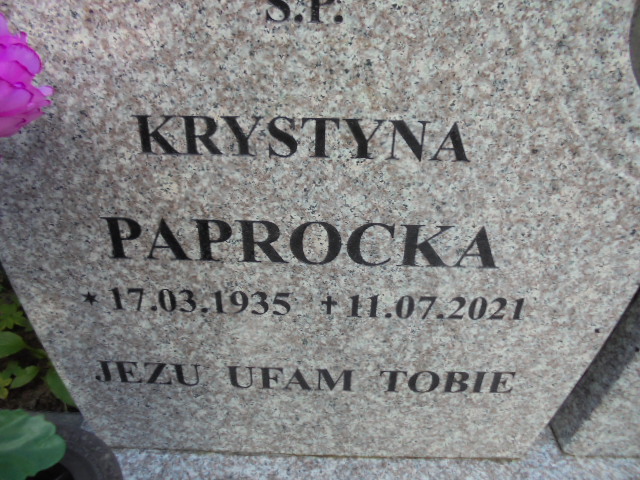 S.P.
KRYSTYNA
PAPROCKA
★ 17.03.1935 ✝ 11.07.2021
JEZU UFAM TOBIE